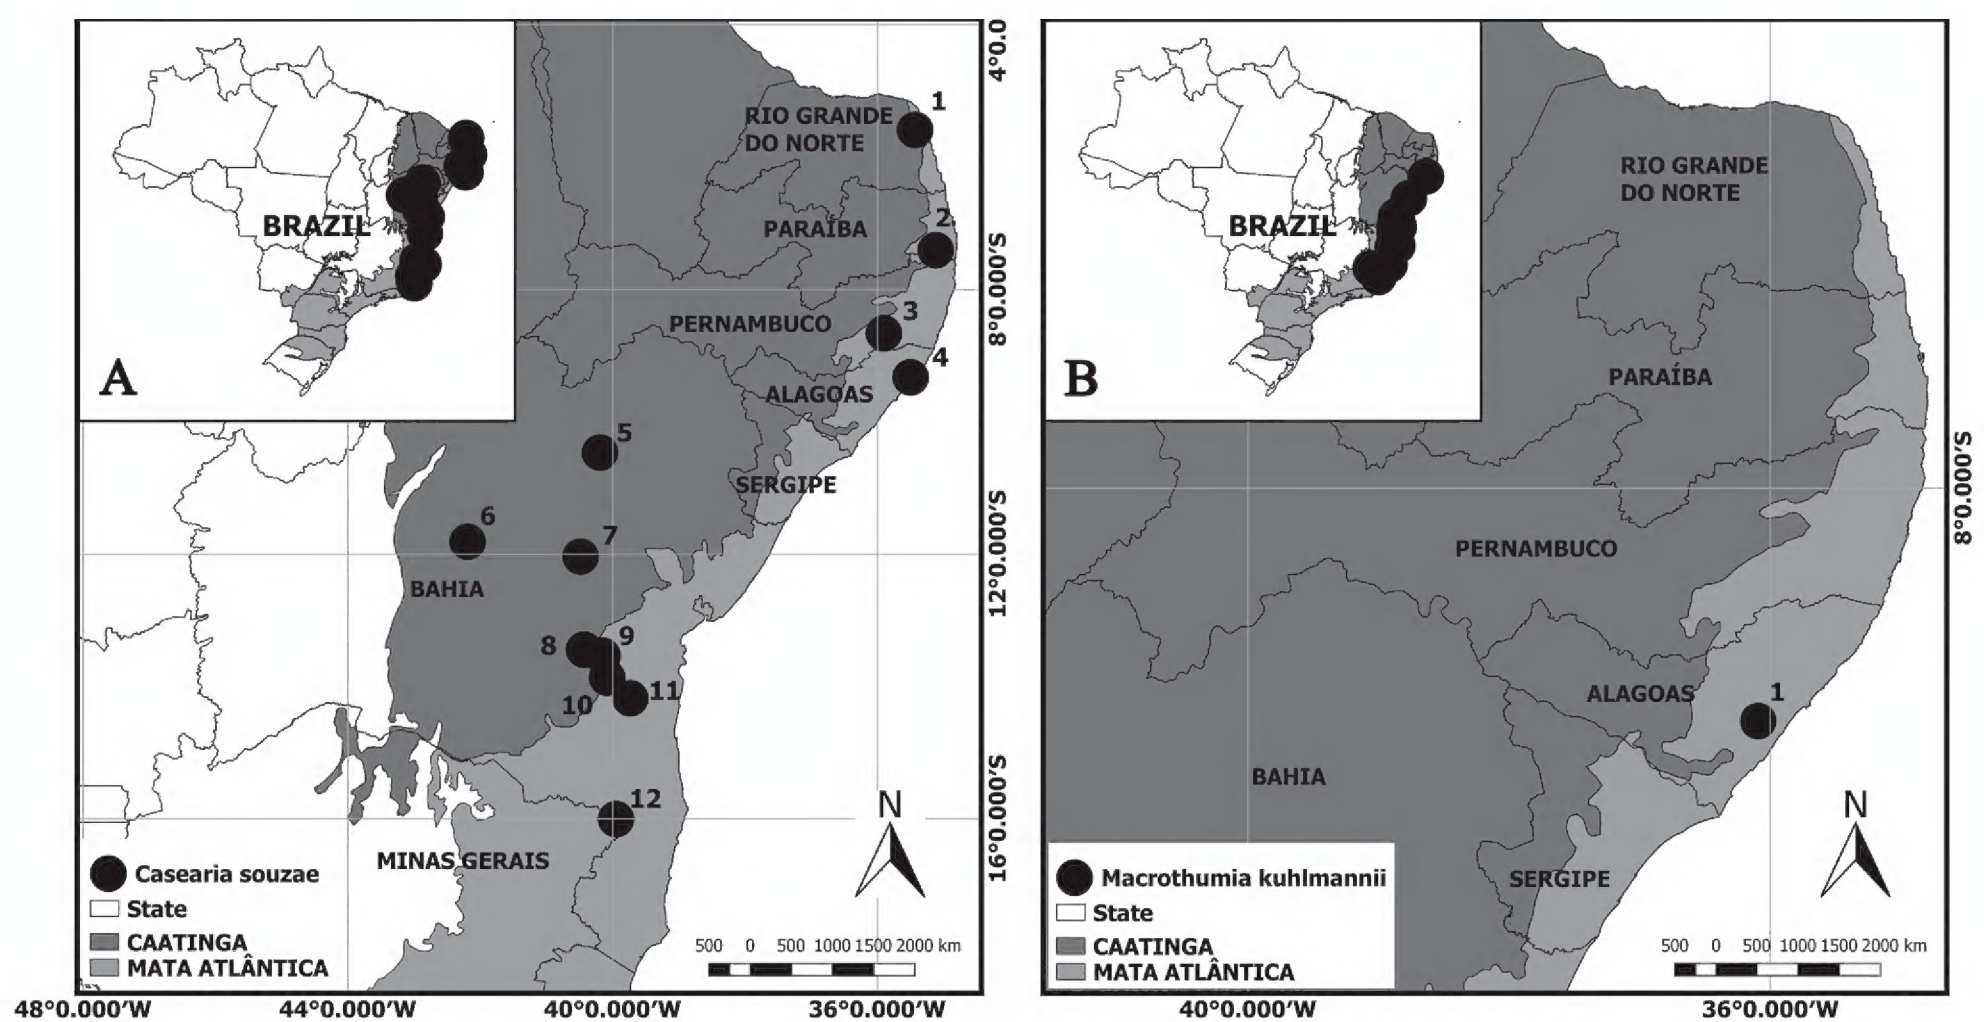 BRAZIL
A
RIO GRANDE
DO NORTE
1
PARAÍBA
2
PERNAMBUCO
3
4
ALAGOAS
5
SERGIPE
6
7
BAHIA
8
9
10
11
12
MINAS GERAIS
N
Casearia souzae
State
CAATINGA
MATA ATLÂNTICA
500 0 500 1000 1500 2000 km
4°0.0
8°0.000'S
12°0.000'S
16°0.000'S
48°0.000'W 44°0.000'W 40°0.000'W 36°0.000'W
BRAZIL
B
RIO GRANDE
DO NORTE
PARAÍBA
PERNAMBUCO
ALAGOAS
1
BAHIA
SERGIPE
N
Macrothumia kuhlmannii
State
CAATINGA
MATA ATLÂNTICA
500 0 500 1000 1500 2000 km
8°0.000'S
40°0.000'W 36°0.000'W